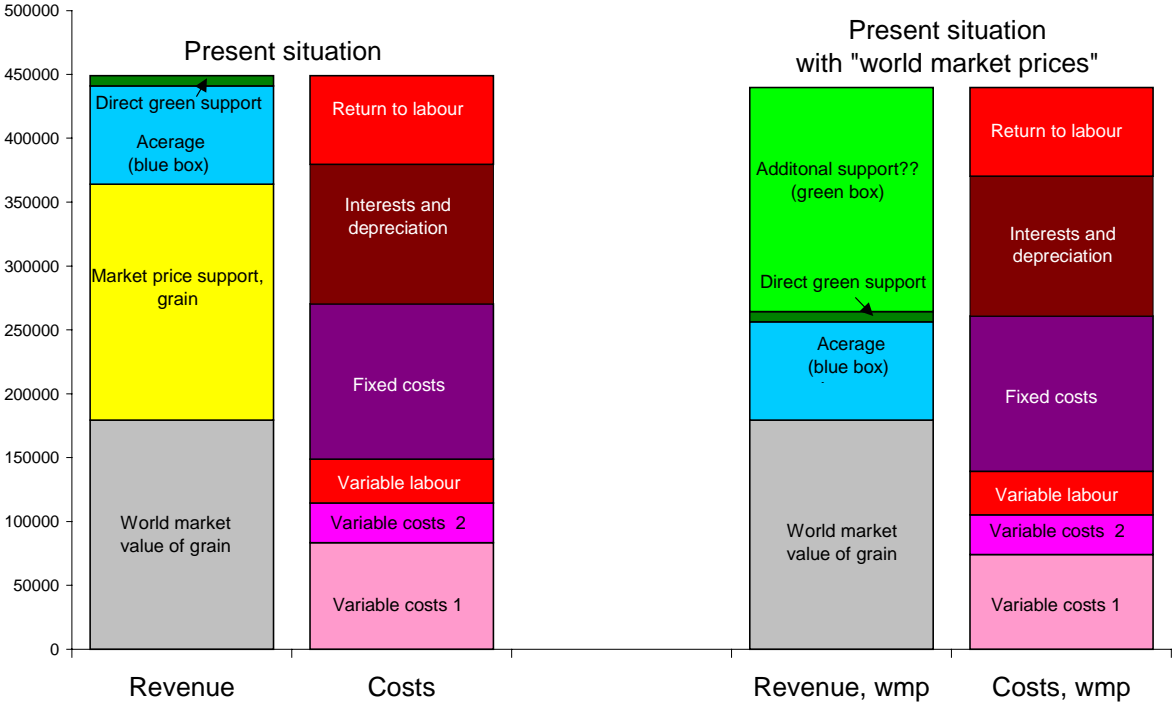 500000
450000
400000
350000
300000
250000
200000
150000
100000
50000
0
Present situation
Direct green support
Acerage
(blue box)
Market price support,
grain
World market
value of grain
Return to labour
Interests and
depreciation
Fixed costs
Variable labour
Variable costs 2
Variable costs 1
Present situation
with "world market prices"
Additonal support??
(green box)
Direct green support
Acerage
(blue box)
World market
value of grain
Return to labour
Interests and
depreciation
Fixed costs
Variable labour
Variable costs 2
Variable costs 1
Revenue
Costs
Revenue, wmp
Costs, wmp